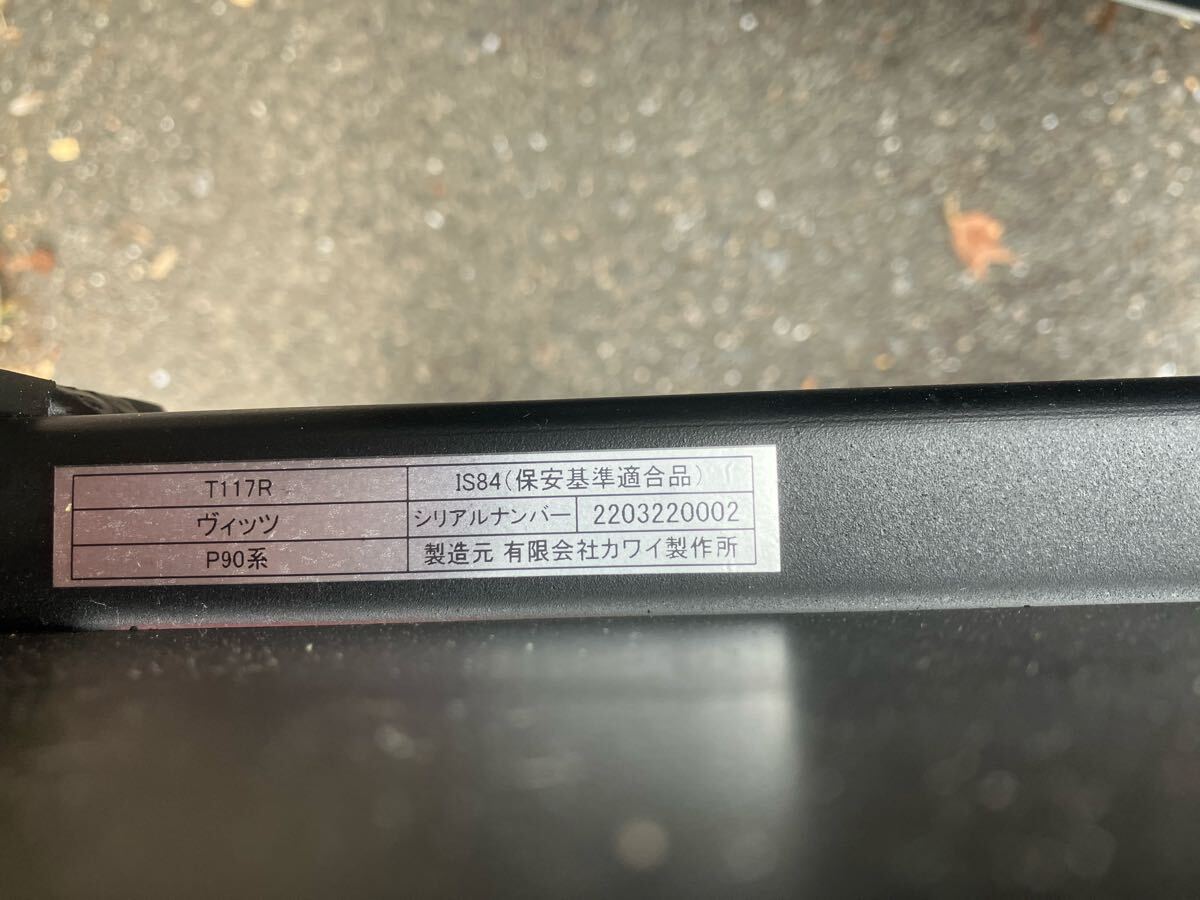 T117R IS84(保安基準適合品)
ヴィッツ シリアルナンバー 2203220002
P90系 製造元 有限会社カワイ製作所